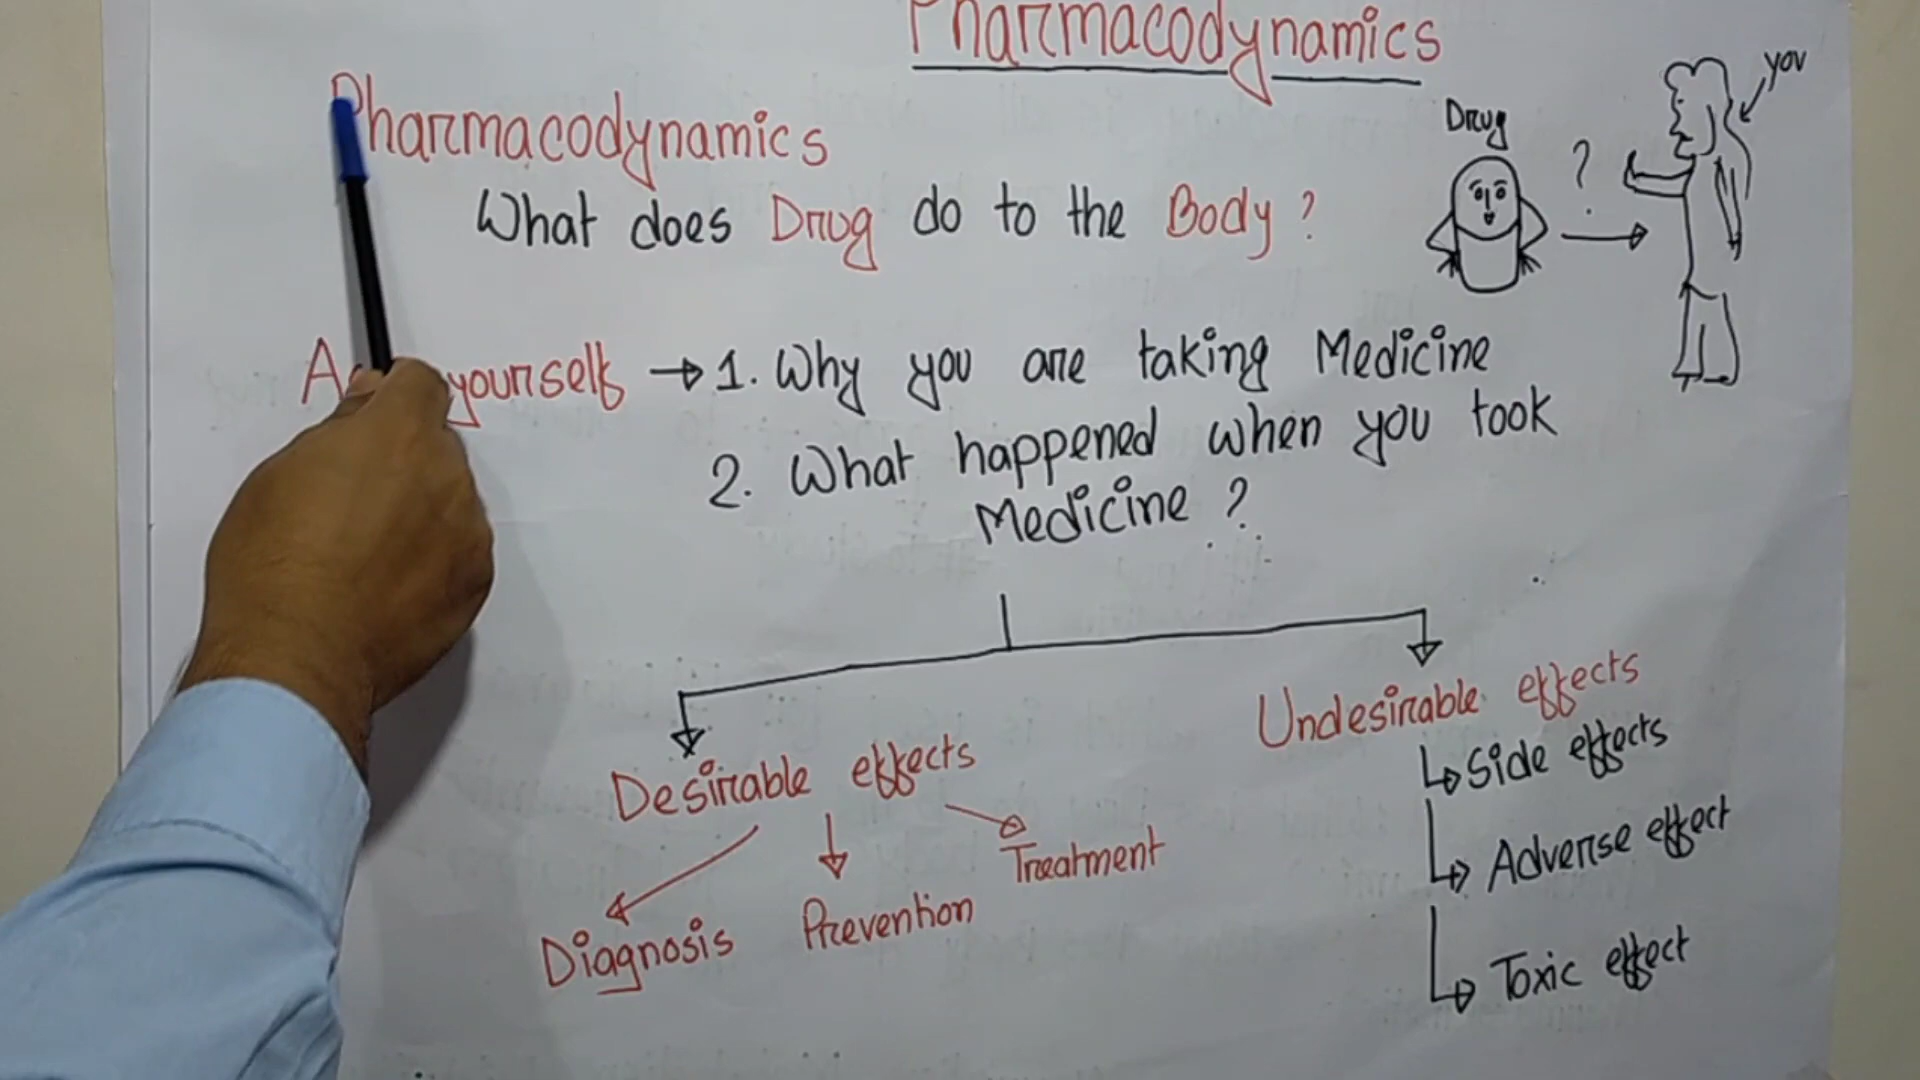 Pharmacodynamics
you
Pharmacodynamics
Drug
?
What does Drug do to the Body ?
yourself → 1. Why you are taking Medicine
2. What happened when you took
Medicine ?
Desirable effects
Undesirable effects
Side effects
Treatment
Adverse effect
Diagnosis
Prevention
Toxic effect